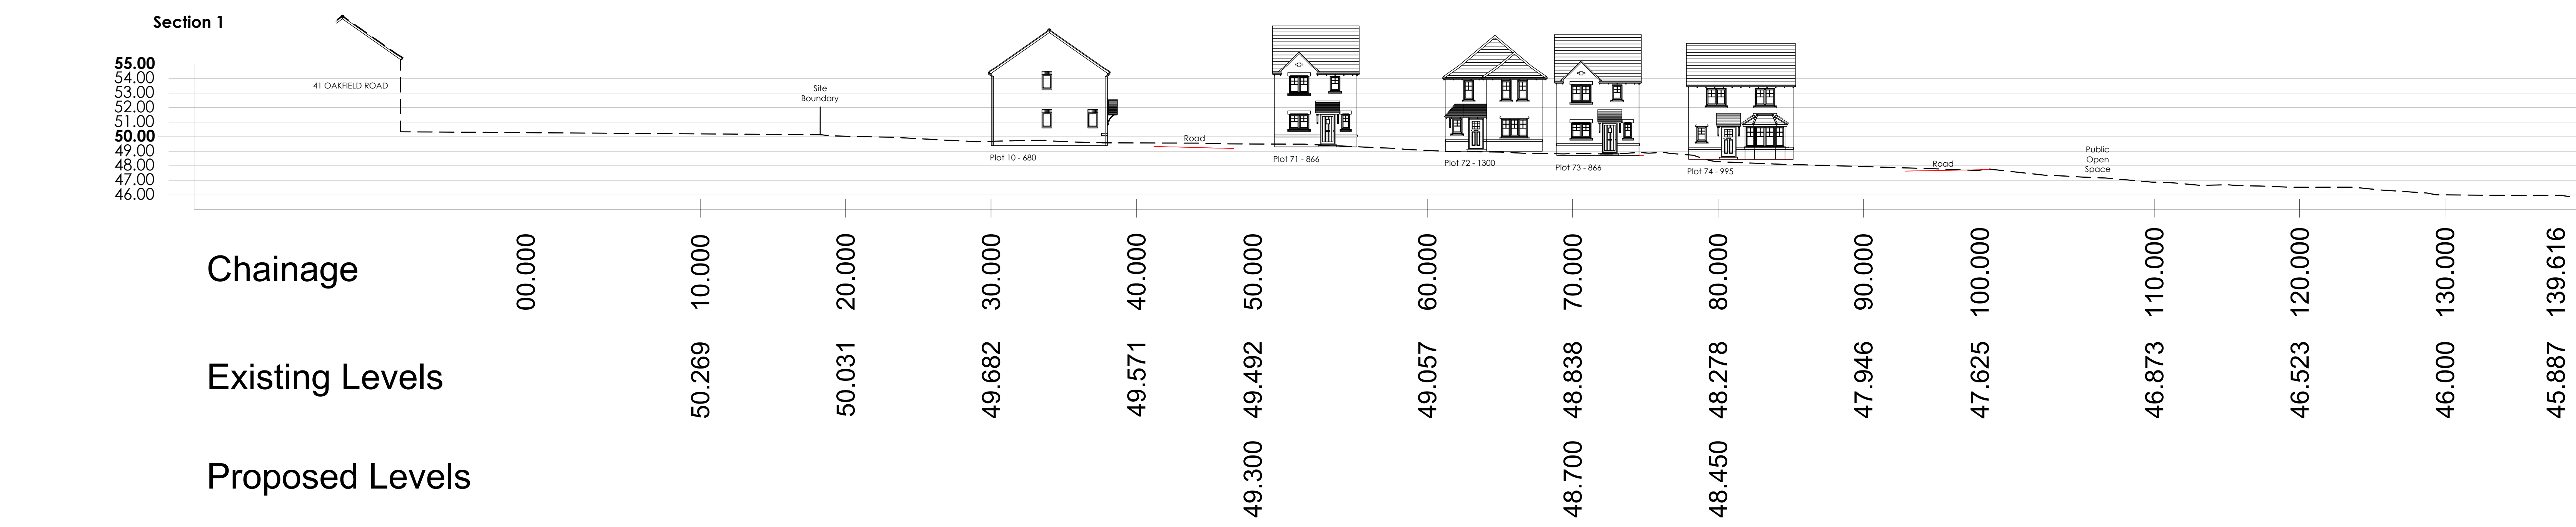 Section 1
55.00
54.00
53.00
52.00
51.00
50.00
49.00
48.00
47.00
46.00
41 OAKFIELD ROAD
Site
Boundary
Plot 10 - 680
Road
Plot 71 - 866
Plot 72 - 1300
Plot 73 - 866
Plot 74 - 995
Road
Public
Open
Space
Chainage 00.000 10.000 20.000 30.000 40.000 50.000 60.000 70.000 80.000 90.000 100.000 110.000 120.000 130.000 139.616
Existing Levels 50.269 50.031 49.682 49.571 49.492 49.057 48.838 48.278 47.946 47.625 46.873 46.523 46.000 45.887
Proposed Levels 49.300 48.700 48.450